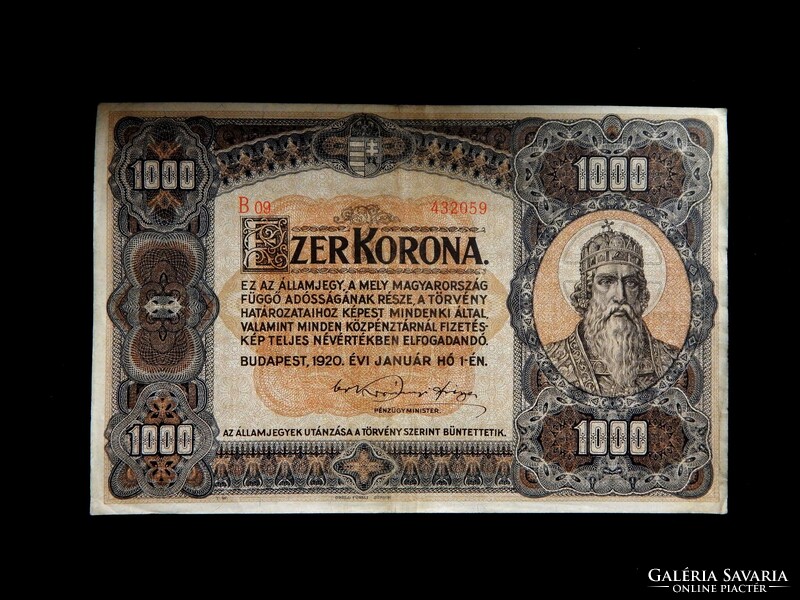 1000
1000
B 09
432059
EZER KORONA.
EZ AZ ÁLLAMJEGY, A MELY MAGYARORSZÁG
FÜGGŐ ADÓSSÁGÁNAK RÉSZE, A TÖRVÉNY
HATÁROZATAIHOZ KÉPEST MINDENKI ÁLTAL,
VALAMINT MINDEN KÖZPÉNZTÁRNÁL FIZETÉS-
KÉP TELJES NÉVÉRTÉKBEN ELFOGADANDÓ.
BUDAPEST, 1920. ÉVI JANUÁR HÓ 1-ÉN.
PÉNZÜGYMINISTER.
1000
1000
AZ ÁLLAMJEGYEK UTÁNZÁSA A TÖRVÉNY SZERINT BÜNTETTETIK.
GALÉRIA SAVARIA
ONLINE PIACTÉR